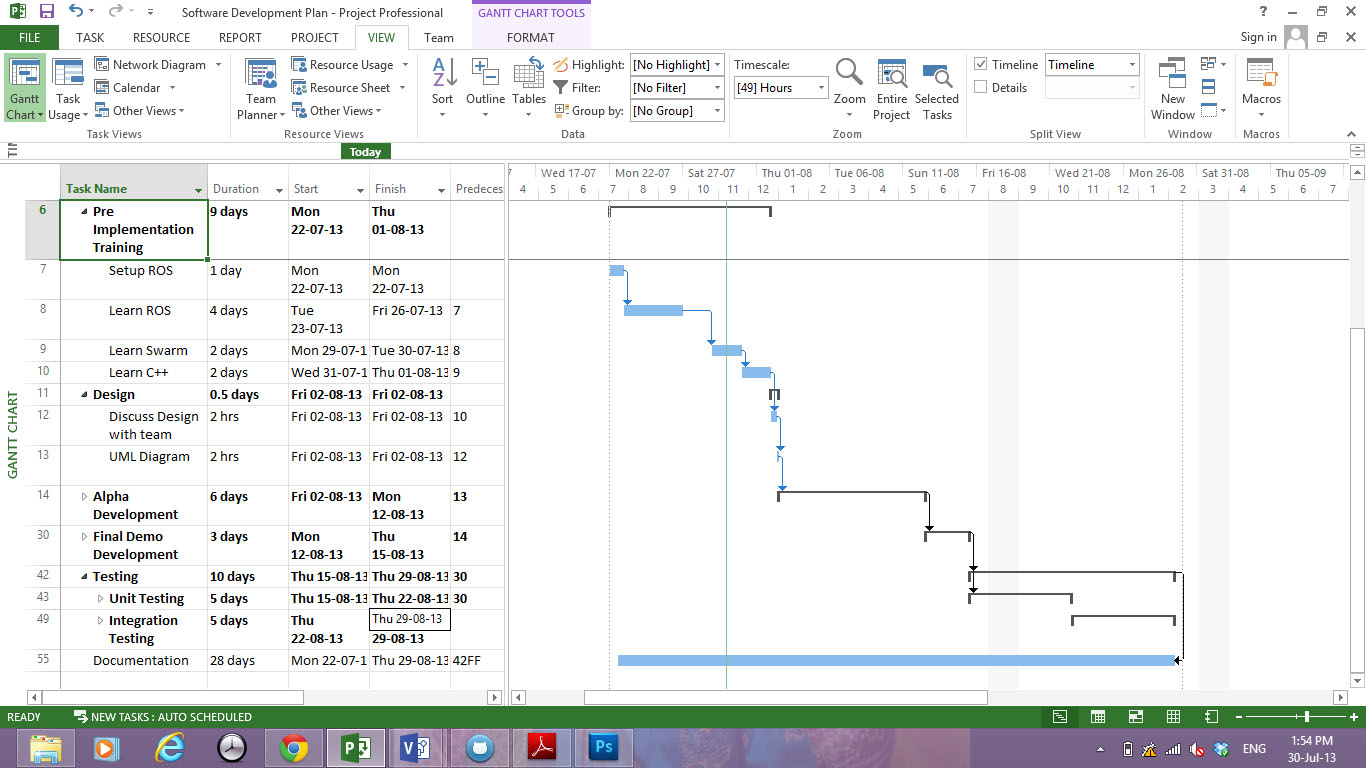 Software Development Plan - Project Professional
GANTT CHART TOOLS
?
FILE TASK RESOURCE REPORT PROJECT VIEW Team FORMAT Sign in
Gantt Chart
Task Usage
Network Diagram
Calendar
Other Views
Task Views
Team Planner
Resource Usage
Resource Sheet
Other Views
Resource Views
Sort
Outline
Tables
Highlight: [No Highlight]
Filter: [No Filter]
Group by: [No Group]
Data
Timescale:
[49] Hours
Zoom
Entire Project
Selected Tasks
Zoom
Timeline Timeline
Details
Split View
New Window
Window
Macros
Macros
Today
Task Name Duration Start Finish Predeces
Wed 17-07 Mon 22-07 Sat 27-07 Thu 01-08 Tue 06-08 Sun 11-08 Fri 16-08 Wed 21-08 Mon 26-08 Sat 31-08 Thu 05-09
4 5 6 7 8 9 10 11 12 1 2 3 4 5 6 7 8 9 10 11 12 1 2 3 4 5 6 7
6 Pre Implementation Training 9 days Mon 22-07-13 Thu 01-08-13
7 Setup ROS 1 day Mon 22-07-13 Mon 22-07-13
8 Learn ROS 4 days Tue 23-07-13 Fri 26-07-13 7
9 Learn Swarm 2 days Mon 29-07-1 Tue 30-07-13 8
10 Learn C++ 2 days Wed 31-07-1 Thu 01-08-13 9
11 Design 0.5 days Fri 02-08-13 Fri 02-08-13
12 Discuss Design with team 2 hrs Fri 02-08-13 Fri 02-08-13 10
13 UML Diagram 2 hrs Fri 02-08-13 Fri 02-08-13 12
14 Alpha Development 6 days Fri 02-08-13 Mon 12-08-13 13
30 Final Demo Development 3 days Mon 12-08-13 Thu 15-08-13 14
42 Testing 10 days Thu 15-08-13 Thu 29-08-13 30
43 Unit Testing 5 days Thu 15-08-13 Thu 22-08-13 30
49 Integration Testing 5 days Thu 22-08-13 Thu 29-08-13 29-08-13
55 Documentation 28 days Mon 22-07-1 Thu 29-08-13 42FF
GANTT CHART
READY NEW TASKS : AUTO SCHEDULED
ENG
1:54 PM
30-Jul-13